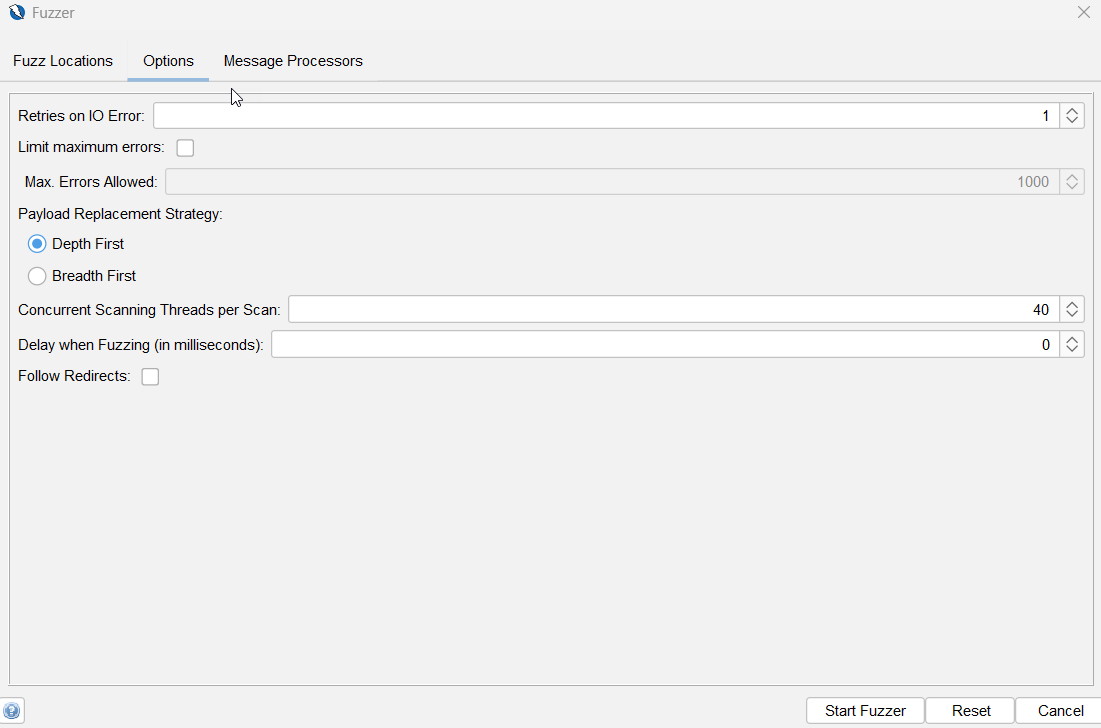 Fuzzer
Fuzz Locations Options Message Processors
Retries on IO Error: 1
Limit maximum errors:
Max. Errors Allowed: 1000
Payload Replacement Strategy:
Depth First
Breadth First
Concurrent Scanning Threads per Scan: 40
Delay when Fuzzing (in milliseconds): 0
Follow Redirects:
Start Fuzzer Reset Cancel